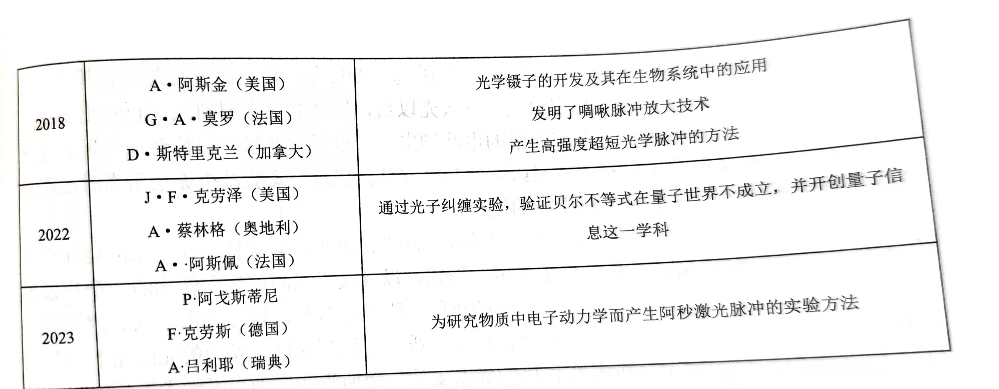 2018
A·阿斯金（美国）
G·A·莫罗（法国）
D·斯特里克兰（加拿大）
光学镊子的开发及其在生物系统中的应用
发明了啁啾脉冲放大技术
产生高强度超短光学脉冲的方法
2022
J·F·克劳泽（美国）
A·蔡林格（奥地利）
A··阿斯佩（法国）
通过光子纠缠实验，验证贝尔不等式在量子世界不成立，并开创量子信
息这一学科
2023
P·阿戈斯蒂尼
F·克劳斯（德国）
A·吕利耶（瑞典）
为研究物质中电子动力学而产生阿秒激光脉冲的实验方法